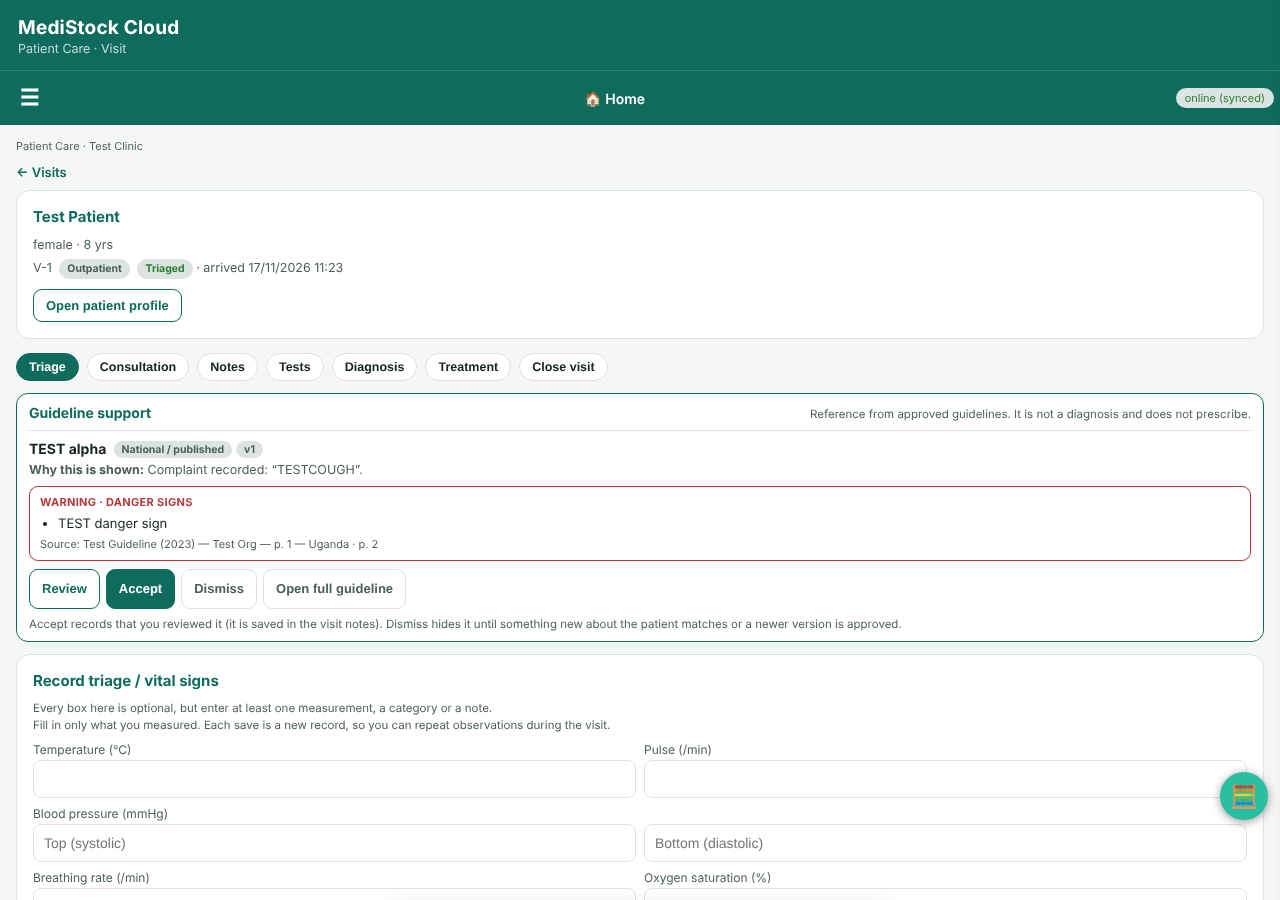 MediStock Cloud
Patient Care · Visit
☰
🏠 Home
online (synced)
Patient Care · Test Clinic
← Visits
Test Patient
female · 8 yrs
V-1 Outpatient Triaged · arrived 17/11/2026 11:23
Open patient profile
Triage Consultation Notes Tests Diagnosis Treatment Close visit
Guideline support
Reference from approved guidelines. It is not a diagnosis and does not prescribe.
TEST alpha National / published v1
Why this is shown: Complaint recorded: “TESTCOUGH”.
WARNING · DANGER SIGNS
• TEST danger sign
Source: Test Guideline (2023) — Test Org — p. 1 — Uganda · p. 2
Review Accept Dismiss Open full guideline
Accept records that you reviewed it (it is saved in the visit notes). Dismiss hides it until something new about the patient matches or a newer version is approved.
Record triage / vital signs
Every box here is optional, but enter at least one measurement, a category or a note.
Fill in only what you measured. Each save is a new record, so you can repeat observations during the visit.
Temperature (°C)
Pulse (/min)
Blood pressure (mmHg)
Top (systolic)
Bottom (diastolic)
Breathing rate (/min)
Oxygen saturation (%)